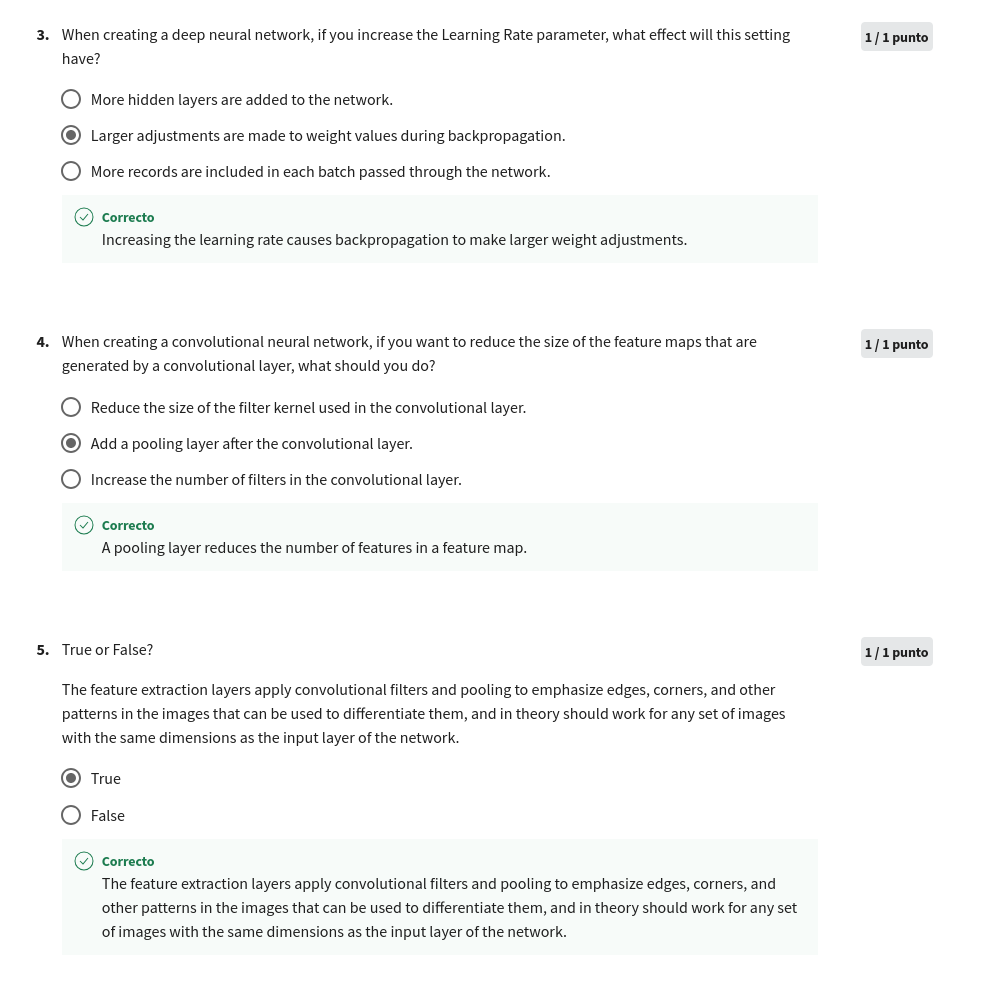 3. When creating a deep neural network, if you increase the Learning Rate parameter, what effect will this setting
have?
1 / 1 punto
More hidden layers are added to the network.
Larger adjustments are made to weight values during backpropagation.
More records are included in each batch passed through the network.
Correcto
Increasing the learning rate causes backpropagation to make larger weight adjustments.
4. When creating a convolutional neural network, if you want to reduce the size of the feature maps that are
generated by a convolutional layer, what should you do?
1 / 1 punto
Reduce the size of the filter kernel used in the convolutional layer.
Add a pooling layer after the convolutional layer.
Increase the number of filters in the convolutional layer.
Correcto
A pooling layer reduces the number of features in a feature map.
5. True or False?
1 / 1 punto
The feature extraction layers apply convolutional filters and pooling to emphasize edges, corners, and other
patterns in the images that can be used to differentiate them, and in theory should work for any set of images
with the same dimensions as the input layer of the network.
True
False
Correcto
The feature extraction layers apply convolutional filters and pooling to emphasize edges, corners, and
other patterns in the images that can be used to differentiate them, and in theory should work for any set
of images with the same dimensions as the input layer of the network.